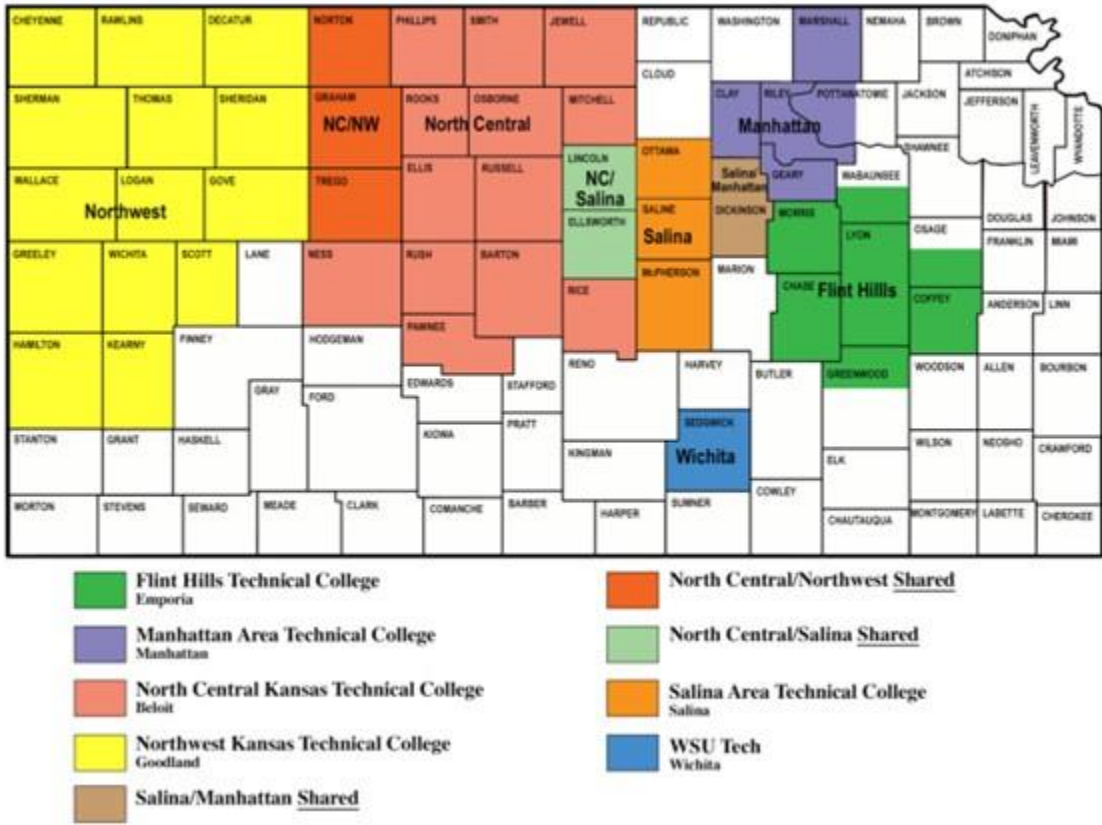 CHEYENNE RAWLINS DECATUR NORTON PHILLIPS SMITH JEWELL REPUBLIC WASHINGTON MARSHALL NEMAHA BROWN
DONIPHAN
CLOUD ATCHISON
SHERMAN THOMAS SHERIDAN GRAHAM ROOKS OSBORNE MITCHELL CLAY RILEY POTTAWATOMIE JACKSON JEFFERSON
LEAVENWORTH
WYANDOTTE
NC/NW North Central Manhattan
OTTAWA SHAWNEE
LINCOLN
WALLACE LOGAN GOVE TREGO ELLIS RUSSELL NC/
Salina
Salina/
Manhattan
GEARY WABAUNSEE
Northwest
ELLSWORTH SALINE DICKINSON MORRIS DOUGLAS JOHNSON
Salina LYON OSAGE
GREELEY WICHITA SCOTT LANE NESS RUSH BARTON McPHERSON MARION FRANKLIN MIAMI
RICE CHASE Flint Hills COFFEY ANDERSON LINN
HAMILTON KEARNY FINNEY HODGEMAN PAWNEE
RENO HARVEY BUTLER GREENWOOD WOODSON ALLEN BOURBON
GRAY FORD EDWARDS STAFFORD
STANTON GRANT HASKELL KIOWA PRATT SEDGWICK
KINGMAN Wichita ELK WILSON NEOSHO CRAWFORD
MORTON STEVENS SEWARD MEADE CLARK COMANCHE BARBER HARPER SUMNER COWLEY
CHAUTAUQUA MONTGOMERY LABETTE CHEROKEE
Flint Hills Technical College
Emporia
Manhattan Area Technical College
Manhattan
North Central Kansas Technical College
Beloit
Northwest Kansas Technical College
Goodland
Salina/Manhattan Shared
North Central/Northwest Shared
North Central/Salina Shared
Salina Area Technical College
Salina
WSU Tech
Wichita